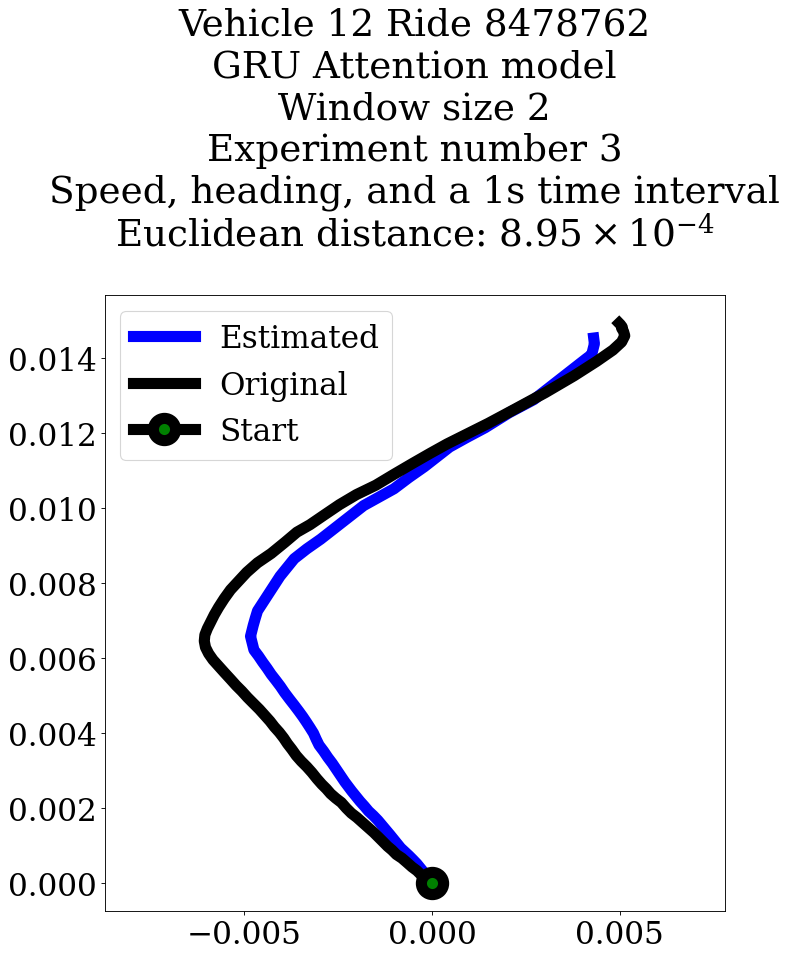 Vehicle 12 Ride 8478762
GRU Attention model
Window size 2
Experiment number 3
Speed, heading, and a 1s time interval
Euclidean distance: 8.95 × 10⁻⁴
Estimated
Original
Start
0.014
0.012
0.010
0.008
0.006
0.004
0.002
0.000
−0.005 0.000 0.005